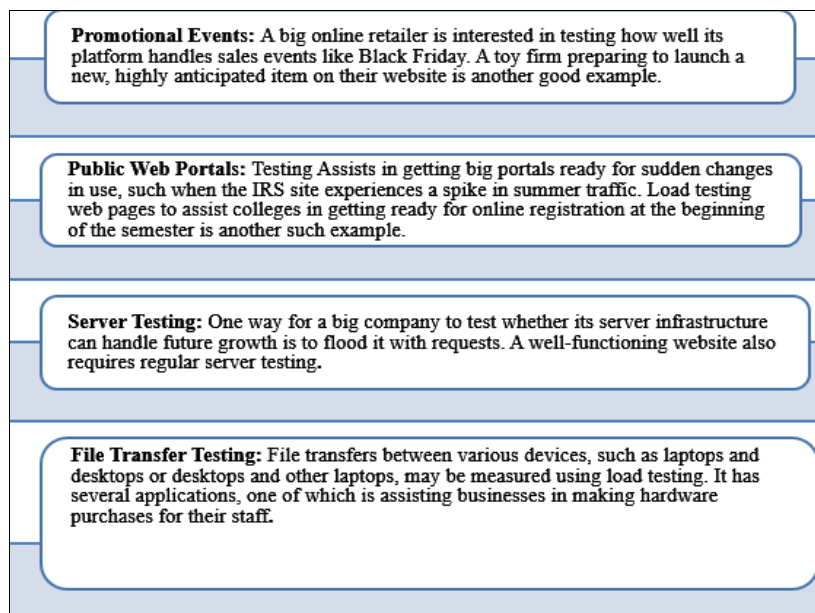 Promotional Events: A big online retailer is interested in testing how well its
platform handles sales events like Black Friday. A toy firm preparing to launch a
new, highly anticipated item on their website is another good example.
Public Web Portals: Testing Assists in getting big portals ready for sudden changes
in use, such when the IRS site experiences a spike in summer traffic. Load testing
web pages to assist colleges in getting ready for online registration at the beginning
of the semester is another such example.
Server Testing: One way for a big company to test whether its server infrastructure
can handle future growth is to flood it with requests. A well-functioning website also
requires regular server testing.
File Transfer Testing: File transfers between various devices, such as laptops and
desktops or desktops and other laptops, may be measured using load testing. It has
several applications, one of which is assisting businesses in making hardware
purchases for their staff.